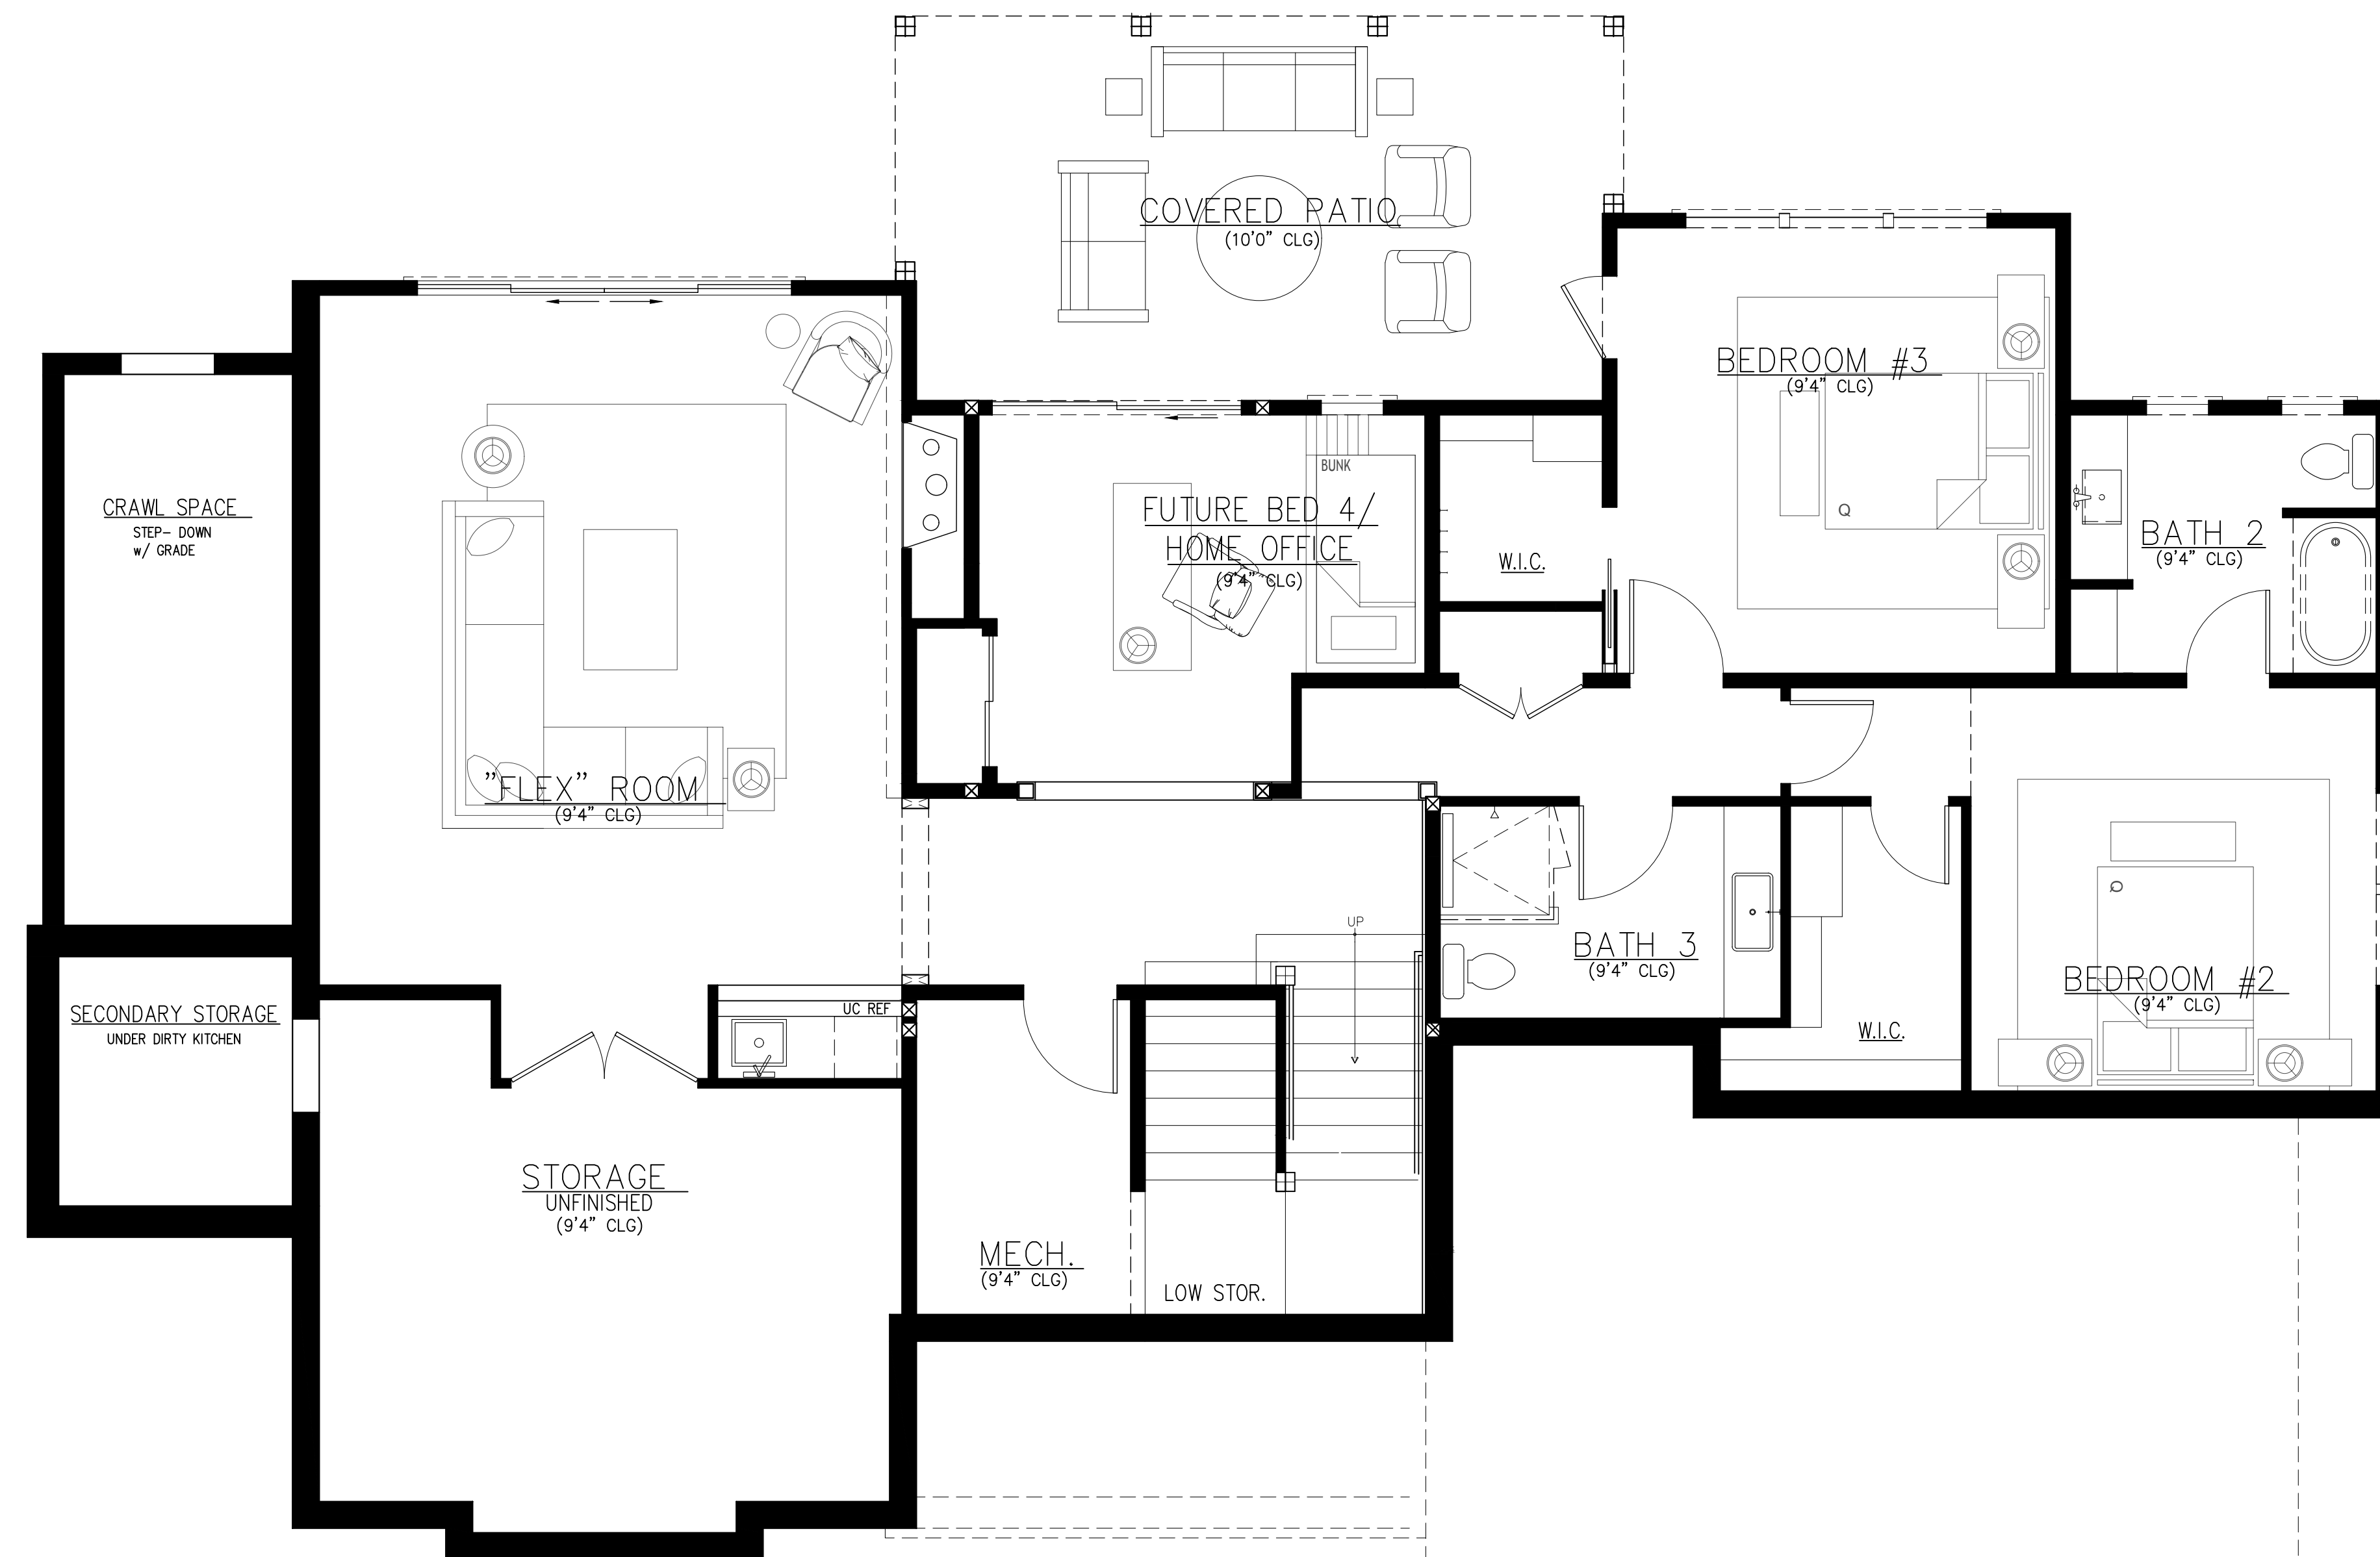 COVERED PATIO
(10'0" CLG)
BEDROOM #3
(9'4" CLG)
Q
BUNK
FUTURE BED 4/
HOME OFFICE
(9'4" CLG)
W.I.C.
BATH 2
(9'4" CLG)
CRAWL SPACE
STEP- DOWN
w/ GRADE
"FLEX" ROOM
(9'4" CLG)
UP
BATH 3
(9'4" CLG)
Q
BEDROOM #2
(9'4" CLG)
W.I.C.
UC REF
SECONDARY STORAGE
UNDER DIRTY KITCHEN
STORAGE
UNFINISHED
(9'4" CLG)
MECH.
(9'4" CLG)
LOW STOR.